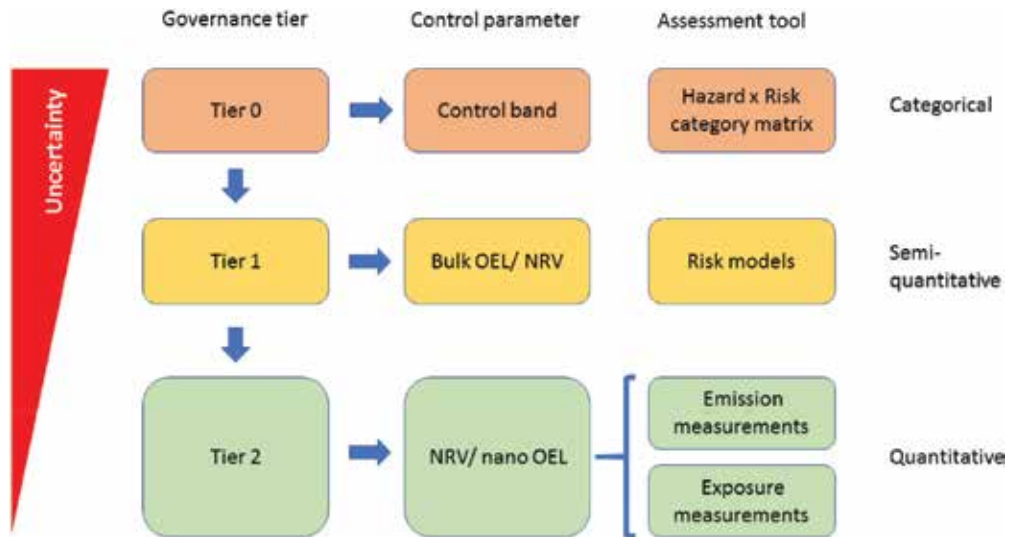 Governance tier
Control parameter
Assessment tool
Uncertainty
Tier 0
Control band
Hazard x Risk
category matrix
Categorical
Tier 1
Bulk OEL/ NRV
Risk models
Semi-
quantitative
Tier 2
NRV/ nano OEL
Emission
measurements
Exposure
measurements
Quantitative